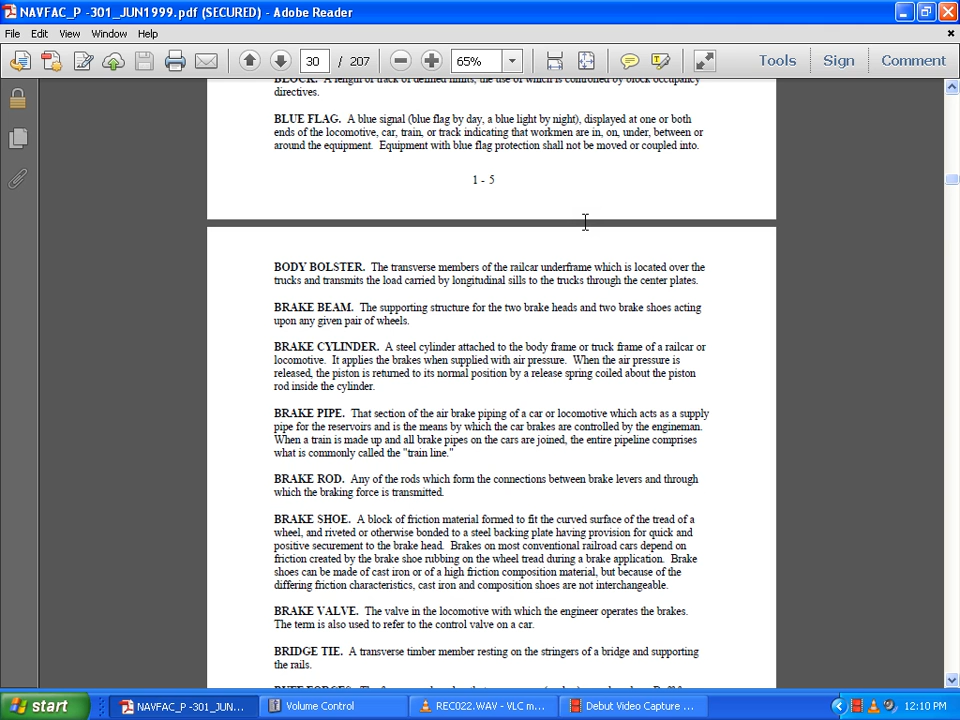 NAVFAC_P -301_JUN1999.pdf (SECURED) - Adobe Reader
File Edit View Window Help
30 / 207 65% Tools Sign Comment
BLOCK. A length of track of defined limits, the use of which is controlled by block occupancy
directives.
BLUE FLAG. A blue signal (blue flag by day, a blue light by night), displayed at one or both
ends of the locomotive, car, train, or track indicating that workmen are in, on, under, between or
around the equipment. Equipment with blue flag protection shall not be moved or coupled into.
1 - 5
BODY BOLSTER. The transverse members of the railcar underframe which is located over the
trucks and transmits the load carried by longitudinal sills to the trucks through the center plates.
BRAKE BEAM. The supporting structure for the two brake heads and two brake shoes acting
upon any given pair of wheels.
BRAKE CYLINDER. A steel cylinder attached to the body frame or truck frame of a railcar or
locomotive. It applies the brakes when supplied with air pressure. When the air pressure is
released, the piston is returned to its normal position by a release spring coiled about the piston
rod inside the cylinder.
BRAKE PIPE. That section of the air brake piping of a car or locomotive which acts as a supply
pipe for the reservoirs and is the means by which the car brakes are controlled by the engineman.
When a train is made up and all brake pipes on the cars are joined, the entire pipeline comprises
what is commonly called the "train line."
BRAKE ROD. Any of the rods which form the connections between brake levers and through
which the braking force is transmitted.
BRAKE SHOE. A block of friction material formed to fit the curved surface of the tread of a
wheel, and riveted or otherwise bonded to a steel backing plate having provision for quick and
positive securement to the brake head. Brakes on most conventional railroad cars depend on
friction created by the brake shoe rubbing on the wheel tread during a brake application. Brake
shoes can be made of cast iron or of a high friction composition material, but because of the
differing friction characteristics, cast iron and composition shoes are not interchangeable.
BRAKE VALVE. The valve in the locomotive with which the engineer operates the brakes.
The term is also used to refer to the control valve on a car.
BRIDGE TIE. A transverse timber member resting on the stringers of a bridge and supporting
the rails.
start NAVFAC_P -301_JUN... Volume Control REC022.WAV - VLC m... Debut Video Capture ... 12:10 PM